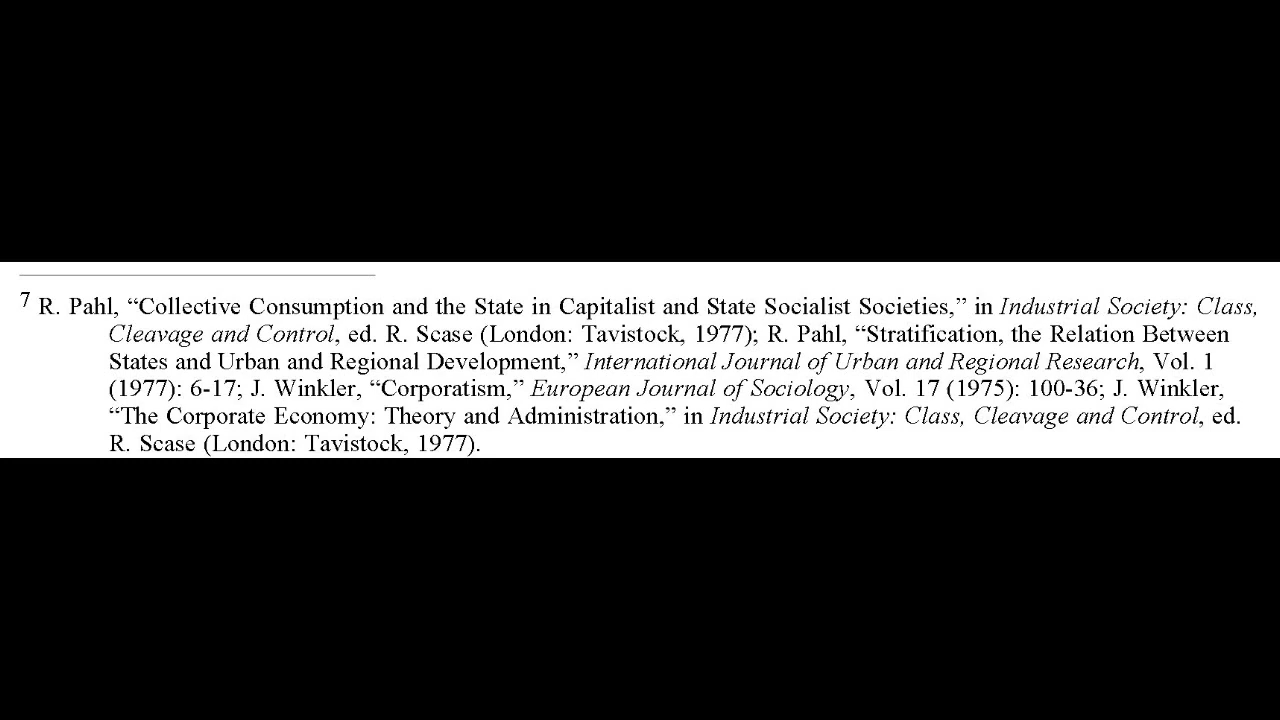 7 R. Pahl, “Collective Consumption and the State in Capitalist and State Socialist Societies,” in Industrial Society: Class,
Cleavage and Control, ed. R. Scase (London: Tavistock, 1977); R. Pahl, “Stratification, the Relation Between
States and Urban and Regional Development,” International Journal of Urban and Regional Research, Vol. 1
(1977): 6-17; J. Winkler, “Corporatism,” European Journal of Sociology, Vol. 17 (1975): 100-36; J. Winkler,
“The Corporate Economy: Theory and Administration,” in Industrial Society: Class, Cleavage and Control, ed.
R. Scase (London: Tavistock, 1977).